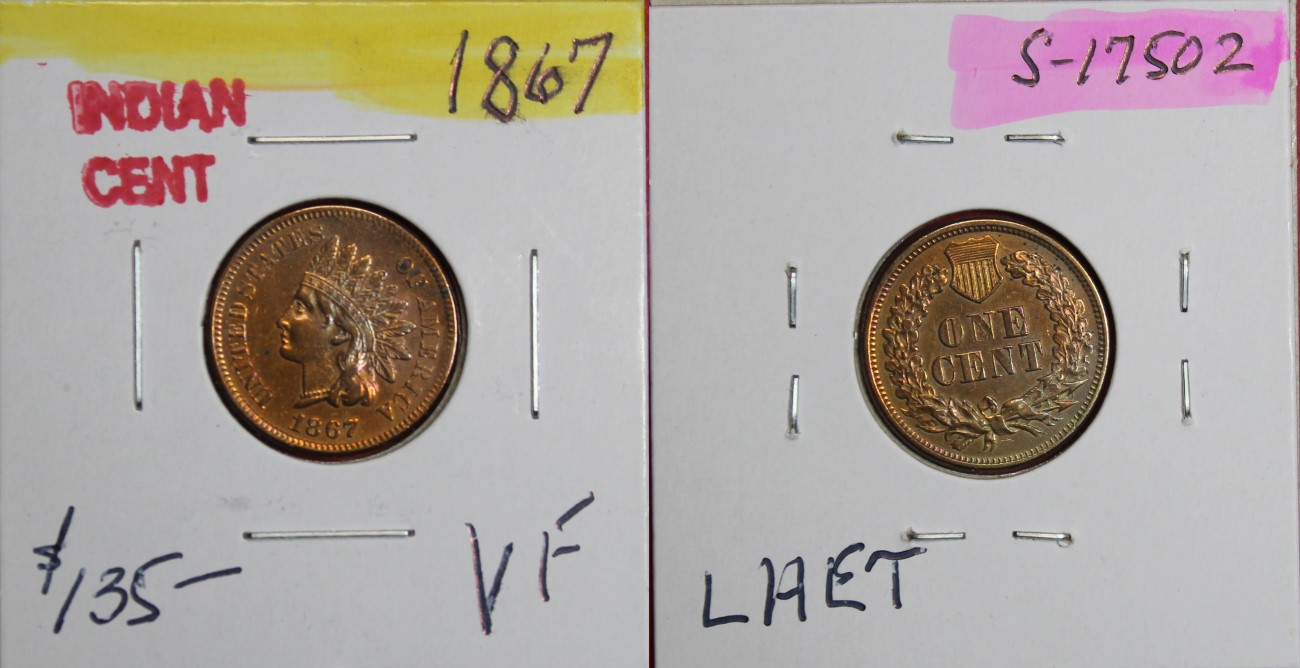 1867
INDIAN
CENT
UNITED STATES OF AMERICA
1867
$135-
VF
S-17502
ONE
CENT
LAET